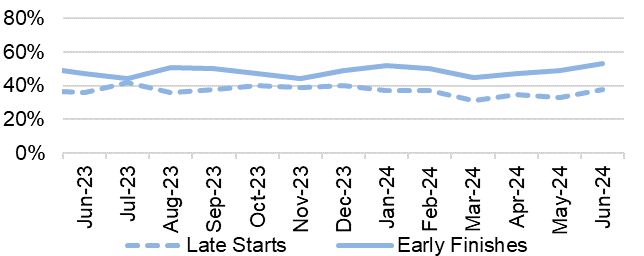 80%
60%
40%
20%
0%
Jun-23
Jul-23
Aug-23
Sep-23
Oct-23
Nov-23
Dec-23
Jan-24
Feb-24
Mar-24
Apr-24
May-24
Jun-24
Late Starts
Early Finishes